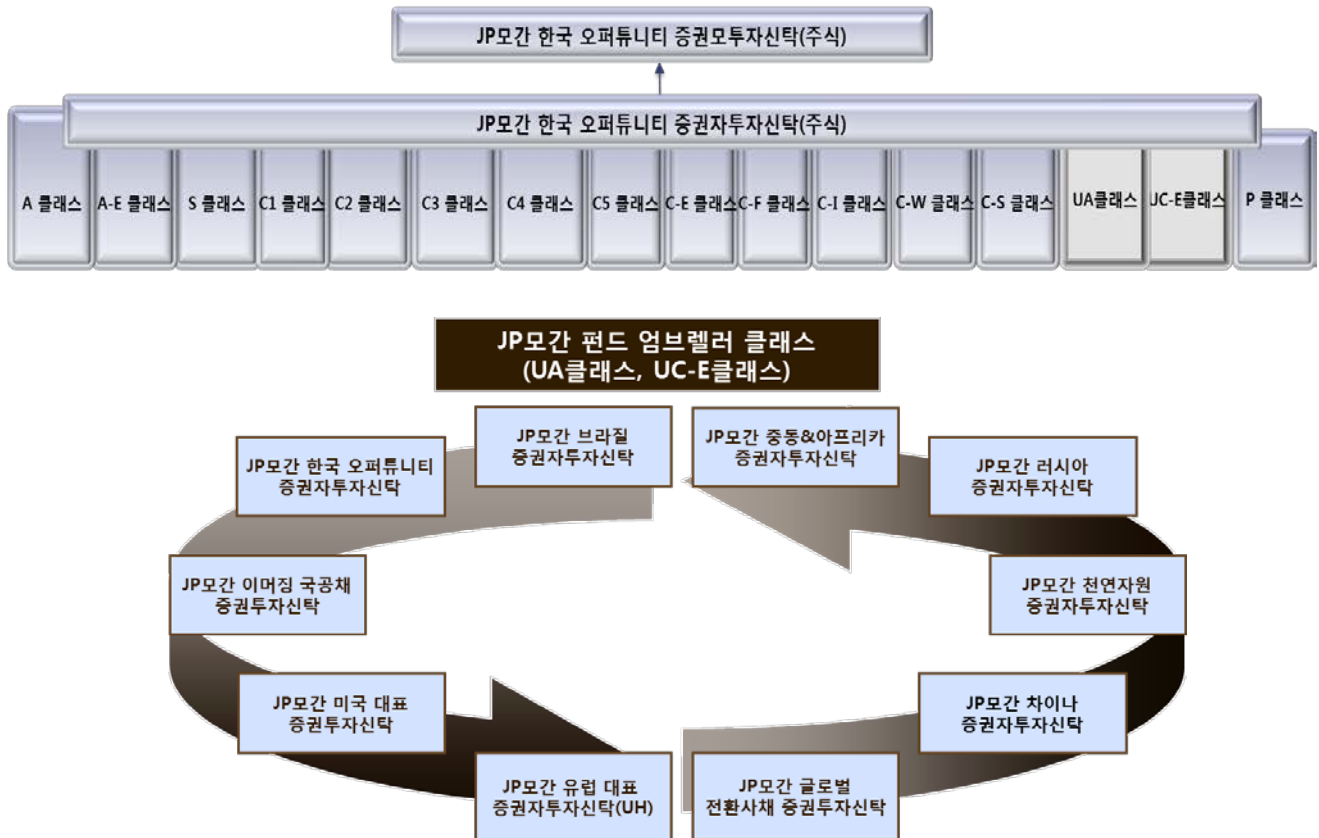 JP모간 한국 오퍼튜니티 증권모투자신탁(주식)
JP모간 한국 오퍼튜니티 증권자투자신탁(주식)
A 클래스
A-E 클래스
S 클래스
C1 클래스
C2 클래스
C3 클래스
C4 클래스
C5 클래스
C-E 클래스
C-F 클래스
C-I 클래스
C-W 클래스
C-S 클래스
UA클래스
UC-E클래스
P 클래스
JP모간 펀드 엄브렐러 클래스
(UA클래스, UC-E클래스)
JP모간 브라질
증권자투자신탁
JP모간 중동&아프리카
증권자투자신탁
JP모간 한국 오퍼튜니티
증권자투자신탁
JP모간 러시아
증권자투자신탁
JP모간 이머징 국공채
증권투자신탁
JP모간 천연자원
증권자투자신탁
JP모간 미국 대표
증권투자신탁
JP모간 차이나
증권자투자신탁
JP모간 유럽 대표
증권자투자신탁(UH)
JP모간 글로벌
전환사채 증권투자신탁